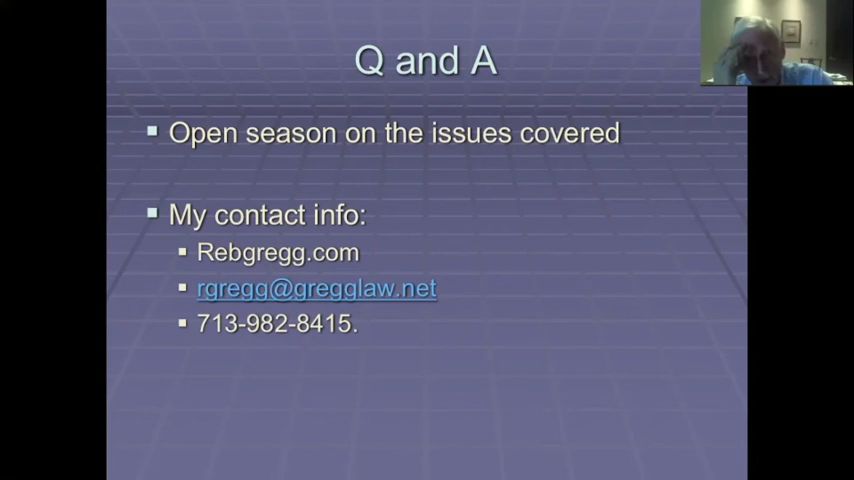 Q and A
Open season on the issues covered
My contact info:
Rebgregg.com
rgregg@gregglaw.net
713-982-8415.